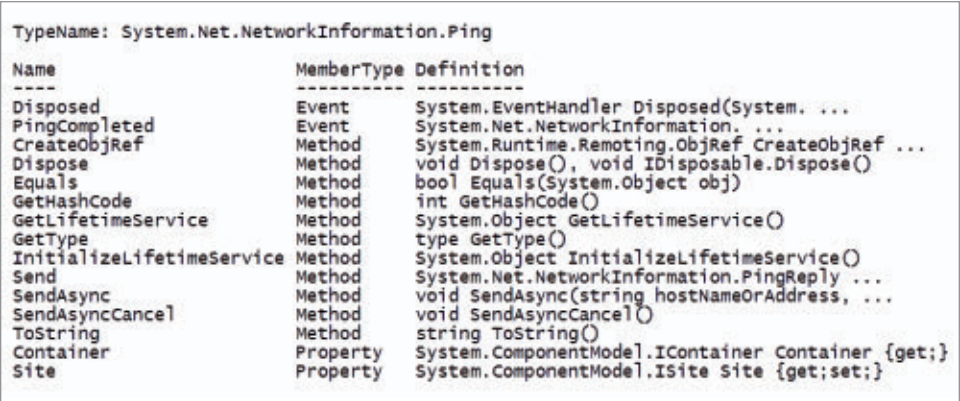 TypeName: System.Net.NetworkInformation.Ping
Name MemberType Definition
---- ---------- ----------
Disposed Event System.EventHandler Disposed(System. ...
PingCompleted Event System.Net.NetworkInformation. ...
CreateObjRef Method System.Runtime.Remoting.ObjRef CreateObjRef ...
Dispose Method void Dispose(), void IDisposable.Dispose()
Equals Method bool Equals(System.Object obj)
GetHashCode Method int GetHashCode()
GetLifetimeService Method System.Object GetLifetimeService()
GetType Method type GetType()
InitializeLifetimeService Method System.Object InitializeLifetimeService()
Send Method System.Net.NetworkInformation.PingReply ...
SendAsync Method void SendAsync(string hostNameOrAddress, ...
SendAsyncCancel Method void SendAsyncCancel()
ToString Method string ToString()
Container Property System.ComponentModel.IContainer Container {get;}
Site Property System.ComponentModel.ISite Site {get;set;}